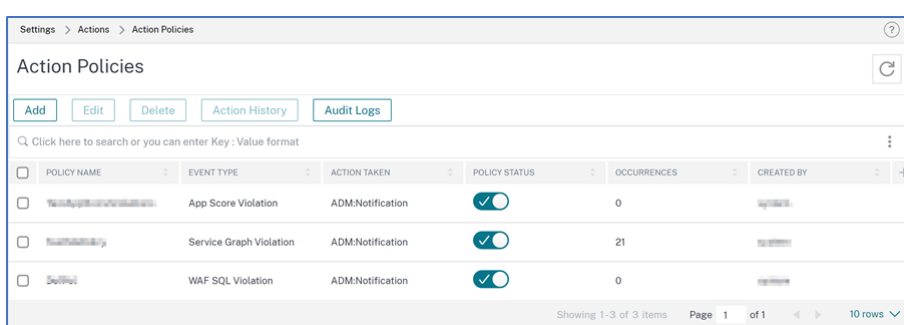 Settings > Actions > Action Policies ?
Action Policies
Add Edit Delete Action History Audit Logs
Click here to search or you can enter Key : Value format
POLICY NAME EVENT TYPE ACTION TAKEN POLICY STATUS OCCURRENCES CREATED BY
App Score Violation ADM:Notification 0
Service Graph Violation ADM:Notification 21
WAF SQL Violation ADM:Notification 0
Showing 1-3 of 3 items Page 1 of 1 10 rows